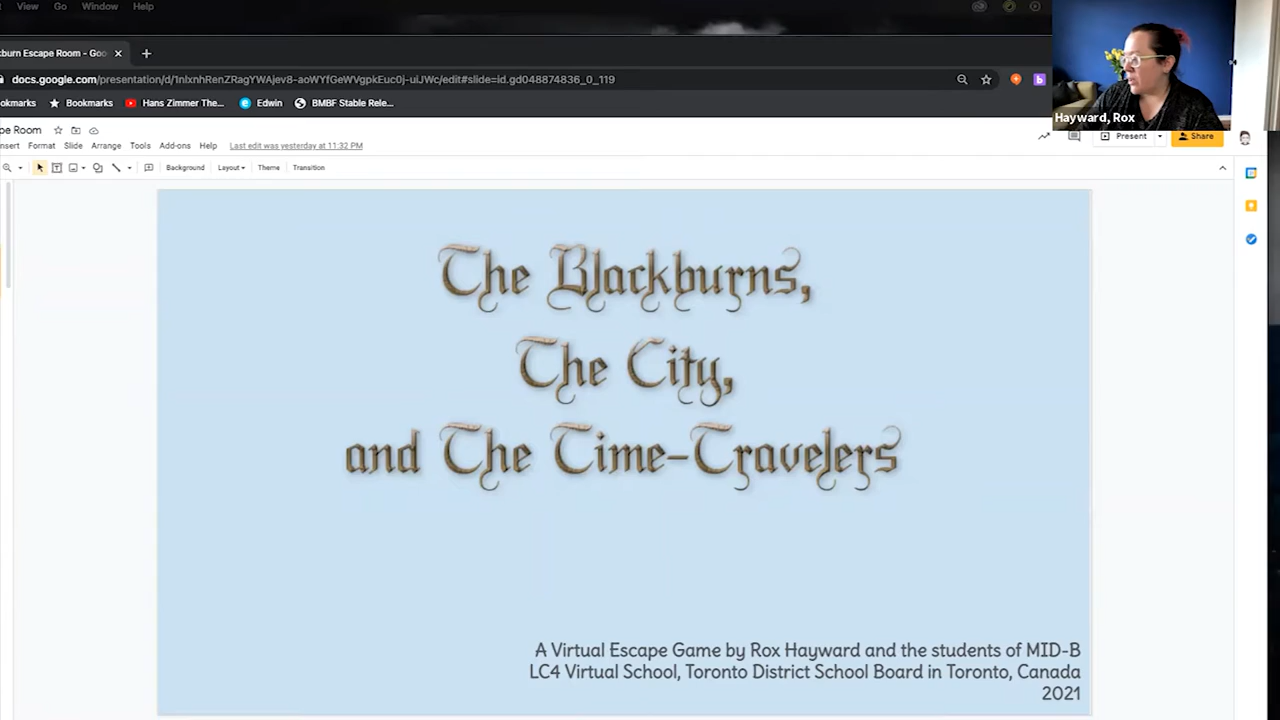 View Go Window Help
kburn Escape Room - Goo
docs.google.com/presentation/d/1nIxnhRenZRagYWAjev8-aoWYfGeWVgpkEuc0j-uIJWc/edit#slide=id.gd048874836_0_119
okmarks Bookmarks Hans Zimmer The... Edwin BMBF Stable Rele...
Hayward, Rox
pe Room
nsert Format Slide Arrange Tools Add-ons Help Last edit was yesterday at 11:32 PM
Present Share
Background Layout Theme Transition
The Blackburns,
The City,
and The Time-Travelers
A Virtual Escape Game by Rox Hayward and the students of MID-B
LC4 Virtual School, Toronto District School Board in Toronto, Canada
2021